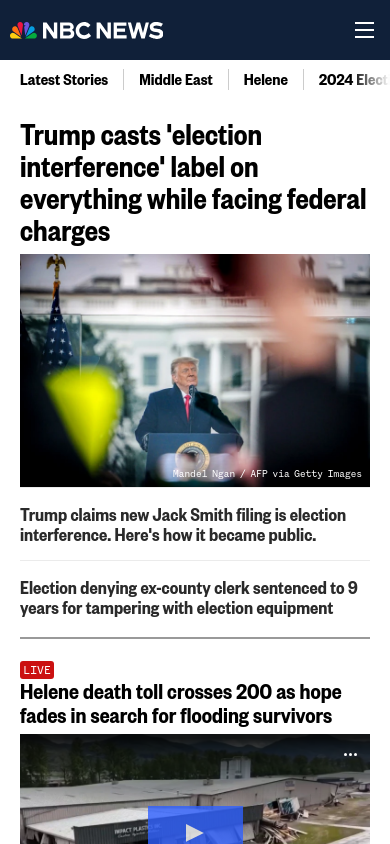 NBC NEWS
Latest Stories
Middle East
Helene
2024 Elect
Trump casts 'election
interference' label on
everything while facing federal
charges
Mandel Ngan / AFP via Getty Images
Trump claims new Jack Smith filing is election
interference. Here's how it became public.
Election denying ex-county clerk sentenced to 9
years for tampering with election equipment
LIVE
Helene death toll crosses 200 as hope
fades in search for flooding survivors
IMPACT PLASTICS